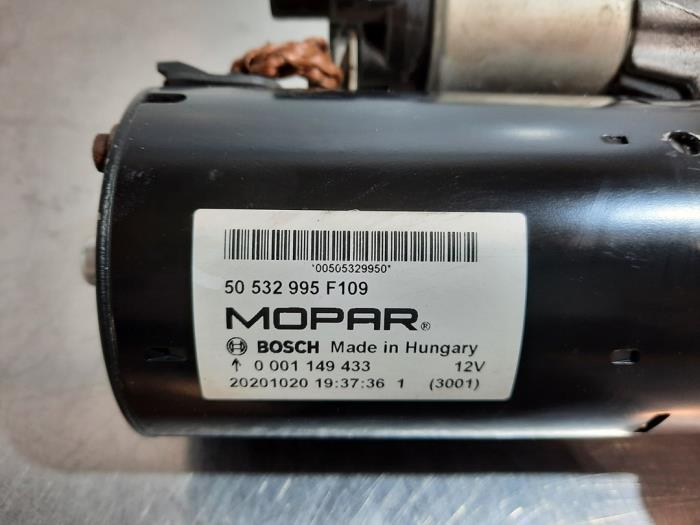 *00505329950*
50 532 995 F109
MOPAR®
BOSCH Made in Hungary
↑ 0 001 149 433 12V
20201020 19:37:36 1 (3001)